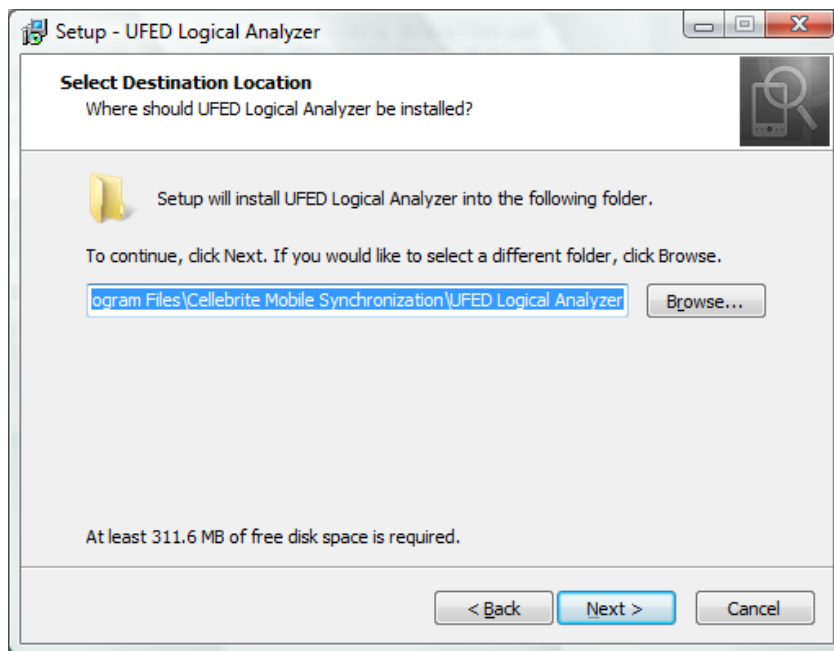 Setup - UFED Logical Analyzer
Select Destination Location
Where should UFED Logical Analyzer be installed?
Setup will install UFED Logical Analyzer into the following folder.
To continue, click Next. If you would like to select a different folder, click Browse.
ogram Files\Cellebrite Mobile Synchronization\UFED Logical Analyzer
Browse...
At least 311.6 MB of free disk space is required.
< Back
Next >
Cancel